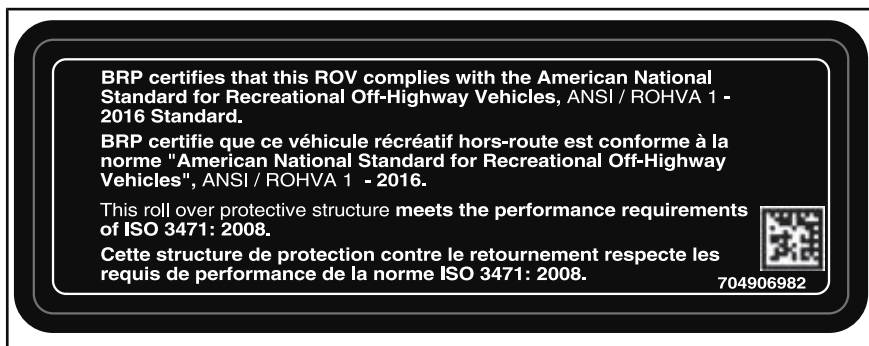 BRP certifies that this ROV complies with the American National
Standard for Recreational Off-Highway Vehicles, ANSI / ROHVA 1 -
2016 Standard.
BRP certifie que ce véhicule récréatif hors-route est conforme à la
norme "American National Standard for Recreational Off-Highway
Vehicles", ANSI / ROHVA 1 - 2016.
This roll over protective structure meets the performance requirements
of ISO 3471: 2008.
Cette structure de protection contre le retournement respecte les
requis de performance de la norme ISO 3471: 2008.
704906982